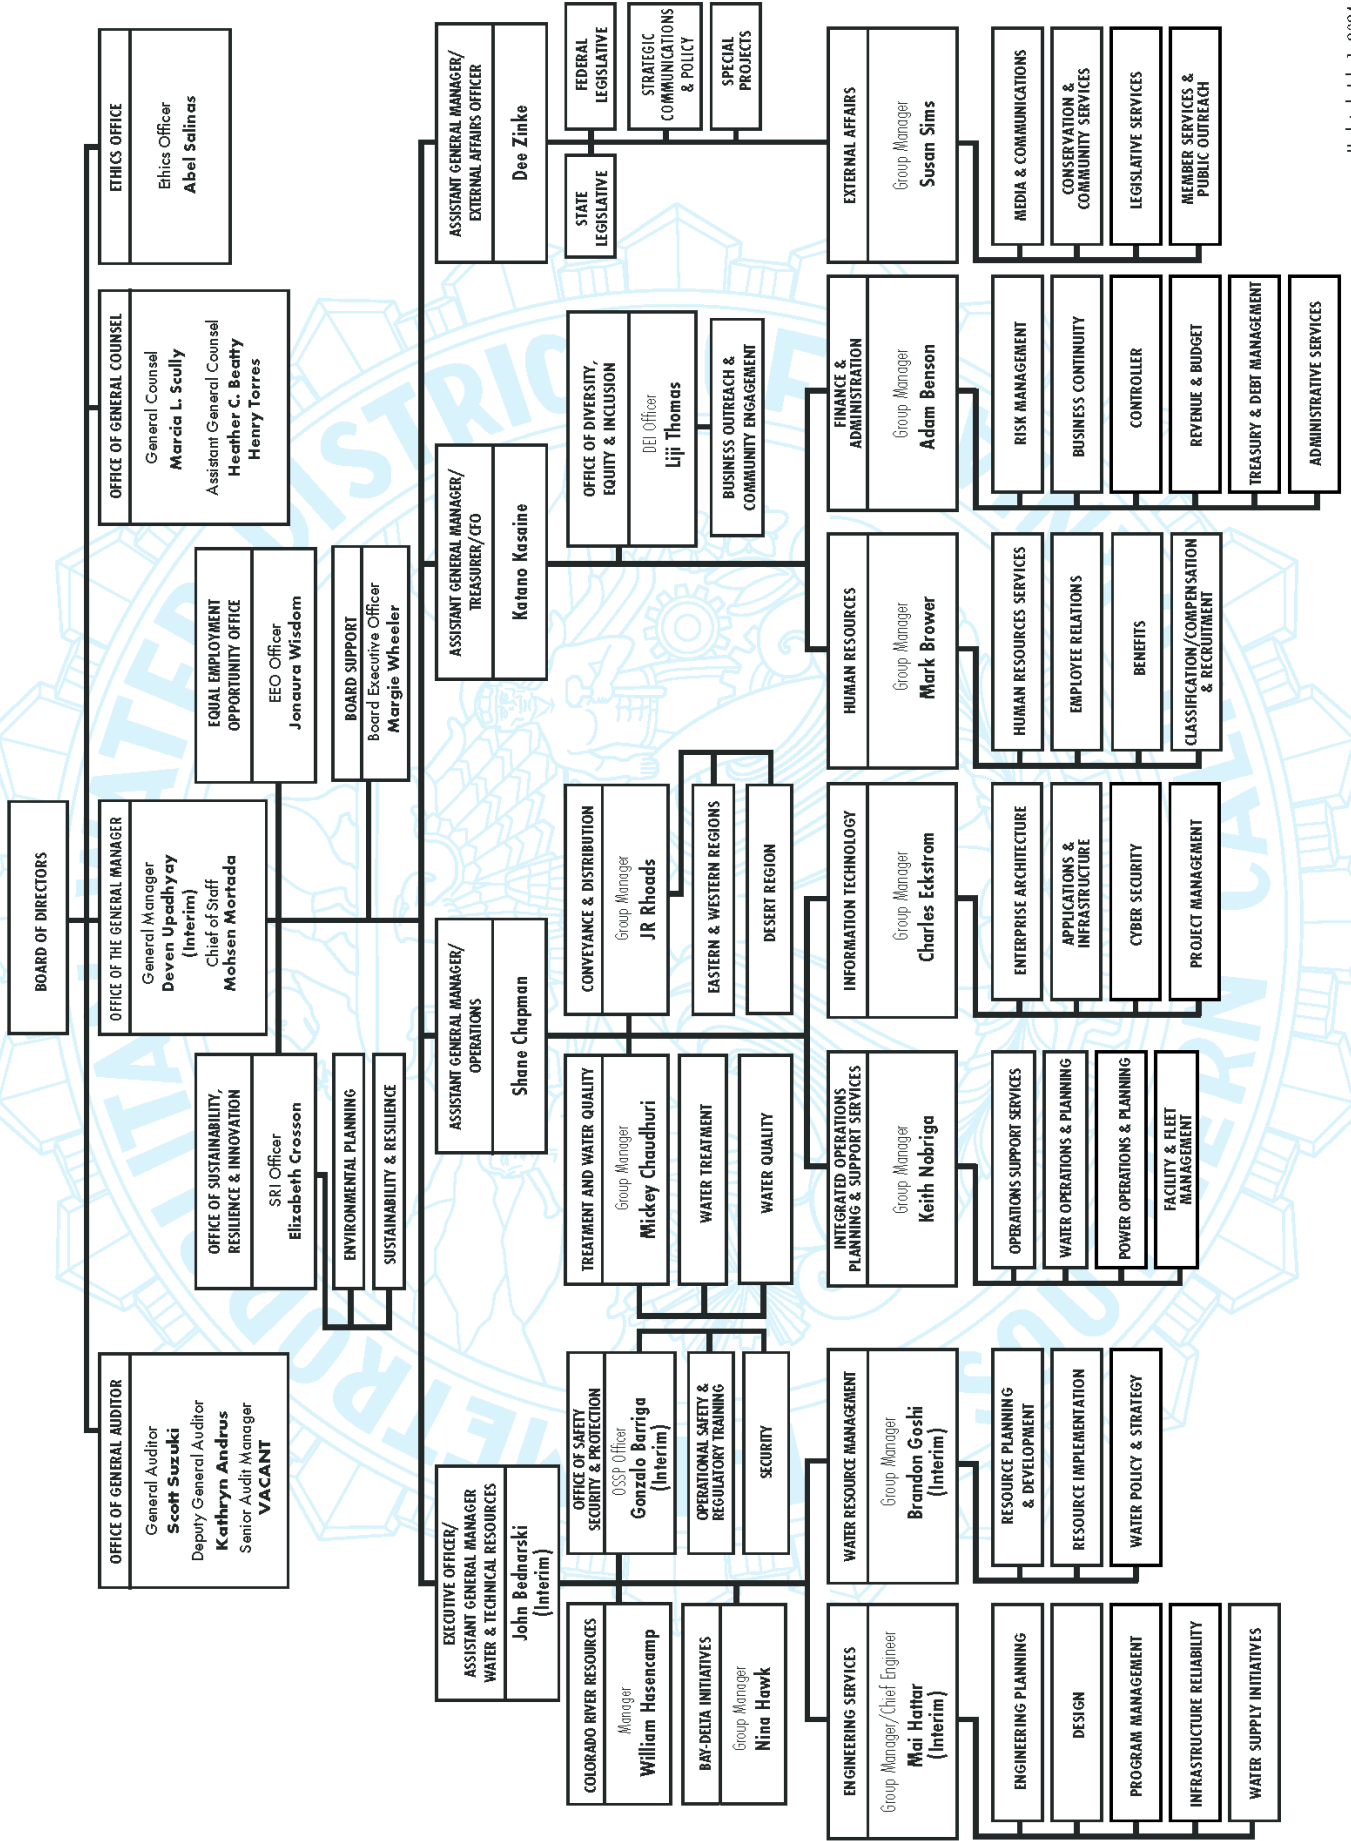 BOARD OF DIRECTORS
OFFICE OF GENERAL AUDITOR
General Auditor
Scott Suzuki
Deputy General Auditor
Kathryn Andrus
Senior Audit Manager
VACANT
OFFICE OF THE GENERAL MANAGER
General Manager
Deven Upadhyay
(Interim)
Chief of Staff
Mohsen Mortada
OFFICE OF GENERAL COUNSEL
General Counsel
Marcia L. Scully
Assistant General Counsel
Heather C. Beatty
Henry Torres
ETHICS OFFICE
Ethics Officer
Abel Salinas
OFFICE OF SUSTAINABILITY,
RESILIENCE & INNOVATION
SRI Officer
Elizabeth Crosson
ENVIRONMENTAL PLANNING
SUSTAINABILITY & RESILIENCE
EQUAL EMPLOYMENT
OPPORTUNITY OFFICE
EEO Officer
Jonaura Wisdom
BOARD SUPPORT
Board Executive Officer
Margie Wheeler
EXECUTIVE OFFICER/
ASSISTANT GENERAL MANAGER
WATER & TECHNICAL RESOURCES
John Bednarski
(Interim)
ASSISTANT GENERAL MANAGER/
OPERATIONS
Shane Chapman
ASSISTANT GENERAL MANAGER/
TREASURER/CFO
Katano Kasaine
ASSISTANT GENERAL MANAGER/
EXTERNAL AFFAIRS OFFICER
Dee Zinke
COLORADO RIVER RESOURCES
Manager
William Hasencamp
BAY-DELTA INITIATIVES
Group Manager
Nina Hawk
OFFICE OF SAFETY
SECURITY & PROTECTION
OSSP Officer
Gonzalo Barriga
(Interim)
OPERATIONAL SAFETY &
REGULATORY TRAINING
SECURITY
TREATMENT AND WATER QUALITY
Group Manager
Mickey Chaudhuri
WATER TREATMENT
WATER QUALITY
CONVEYANCE & DISTRIBUTION
Group Manager
JR Rhoads
EASTERN & WESTERN REGIONS
DESERT REGION
OFFICE OF DIVERSITY,
EQUITY & INCLUSION
DEI Officer
Liji Thomas
BUSINESS OUTREACH &
COMMUNITY ENGAGEMENT
STATE
LEGISLATIVE
FEDERAL
LEGISLATIVE
STRATEGIC
COMMUNICATIONS
& POLICY
SPECIAL
PROJECTS
ENGINEERING SERVICES
Group Manager/Chief Engineer
Mai Hattar
(Interim)
ENGINEERING PLANNING
DESIGN
PROGRAM MANAGEMENT
INFRASTRUCTURE RELIABILITY
WATER SUPPLY INITIATIVES
WATER RESOURCE MANAGEMENT
Group Manager
Brandon Goshi
(Interim)
RESOURCE PLANNING
& DEVELOPMENT
RESOURCE IMPLEMENTATION
WATER POLICY & STRATEGY
INTEGRATED OPERATIONS
PLANNING & SUPPORT SERVICES
Group Manager
Keith Nobriga
OPERATIONS SUPPORT SERVICES
WATER OPERATIONS & PLANNING
POWER OPERATIONS & PLANNING
FACILITY & FLEET
MANAGEMENT
INFORMATION TECHNOLOGY
Group Manager
Charles Eckstrom
ENTERPRISE ARCHITECTURE
APPLICATIONS &
INFRASTRUCTURE
CYBER SECURITY
PROJECT MANAGEMENT
HUMAN RESOURCES
Group Manager
Mark Brower
HUMAN RESOURCES SERVICES
EMPLOYEE RELATIONS
BENEFITS
CLASSIFICATION/COMPENSATION
& RECRUITMENT
FINANCE &
ADMINISTRATION
Group Manager
Adam Benson
RISK MANAGEMENT
BUSINESS CONTINUITY
CONTROLLER
REVENUE & BUDGET
TREASURY & DEBT MANAGEMENT
ADMINISTRATIVE SERVICES
EXTERNAL AFFAIRS
Group Manager
Susan Sims
MEDIA & COMMUNICATIONS
CONSERVATION &
COMMUNITY SERVICES
LEGISLATIVE SERVICES
MEMBER SERVICES &
PUBLIC OUTREACH